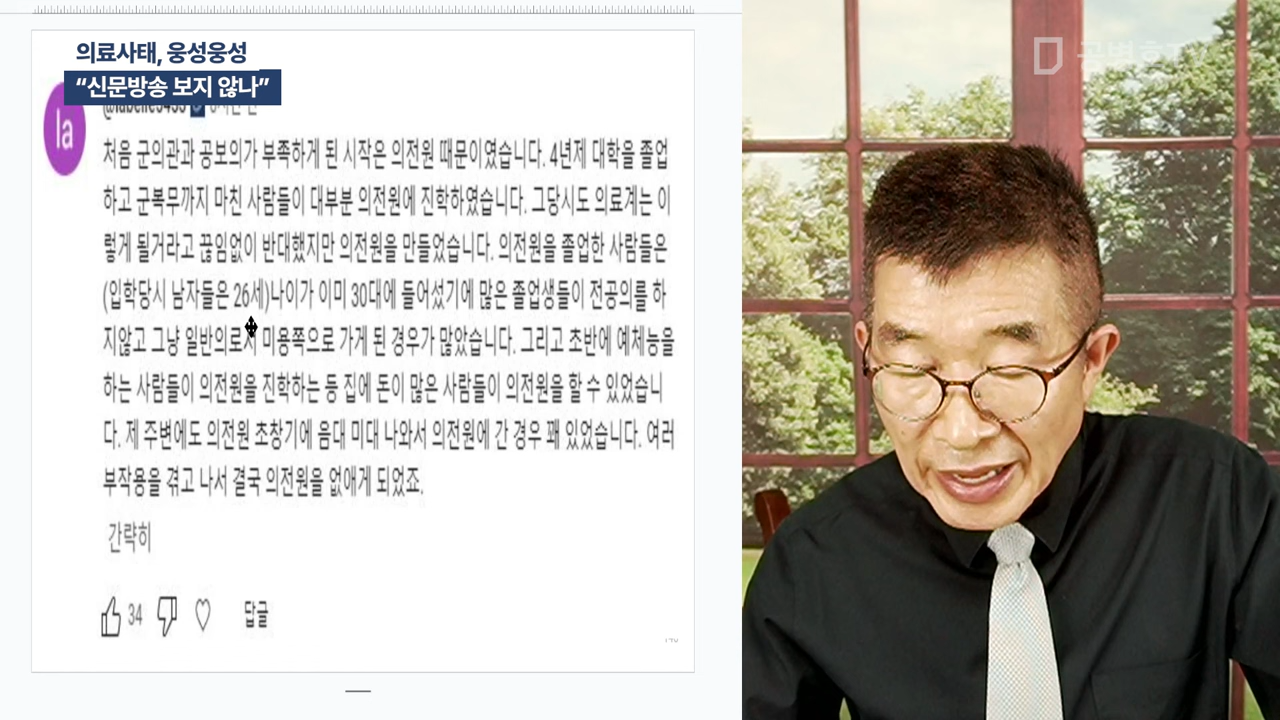 의료사태, 웅성웅성
“신문방송 보지 않나”
la
처음 군의관과 공보의가 부족하게 된 시작은 의전원 때문이였습니다. 4년제 대학을 졸업
하고 군복무까지 마친 사람들이 대부분 의전원에 진학하였습니다. 그당시도 의료계는 이
렇게 될거라고 끊임없이 반대했지만 의전원을 만들었습니다. 의전원을 졸업한 사람들은
(입학당시 남자들은 26세)나이가 이미 30대에 들어섰기에 많은 졸업생들이 전공의를 하
지않고 그냥 일반의로서 미용쪽으로 가게 된 경우가 많았습니다. 그리고 초반에 예체능을
하는 사람들이 의전원을 진학하는 등 집에 돈이 많은 사람들이 의전원을 할 수 있었습니
다. 제 주변에도 의전원 초창기에 음대 미대 나와서 의전원에 간 경우 꽤 있었습니다. 여러
부작용을 겪고 나서 결국 의전원을 없애게 되었죠.
간략히
34 답글
공병호TV